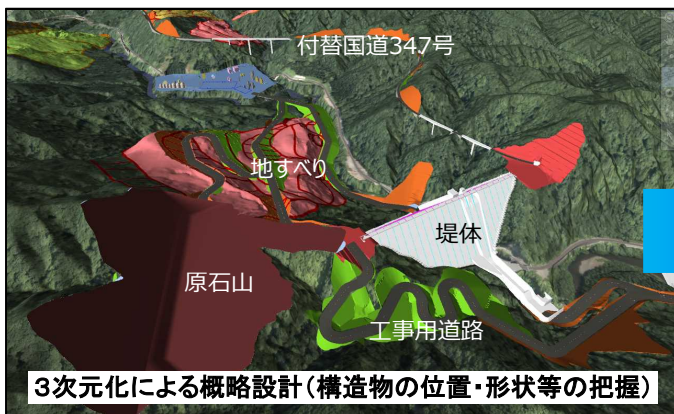 付替国道347号
地すべり
堤体
原石山
工事用道路
3次元化による概略設計(構造物の位置・形状等の把握)